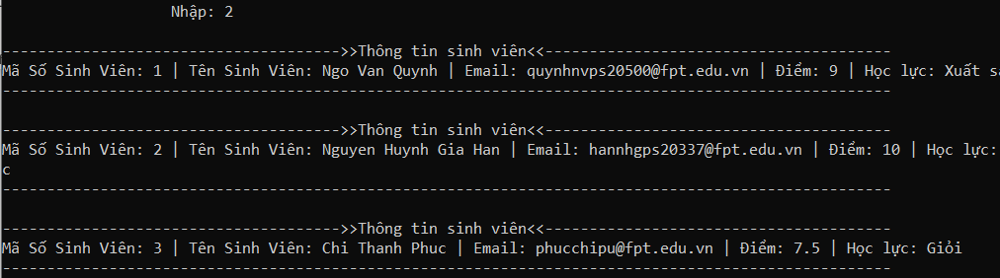 Nhập: 2
-------------------------------------->>Thông tin sinh viên<<---------------------------------------
Mã Số Sinh Viên: 1 | Tên Sinh Viên: Ngo Van Quynh | Email: quynhnvps20500@fpt.edu.vn | Điểm: 9 | Học lực: Xuất sắ
----------------------------------------------------------------------------------------------------
-------------------------------------->>Thông tin sinh viên<<---------------------------------------
Mã Số Sinh Viên: 2 | Tên Sinh Viên: Nguyen Huynh Gia Han | Email: hannhgps20337@fpt.edu.vn | Điểm: 10 | Học lực:
c
----------------------------------------------------------------------------------------------------
-------------------------------------->>Thông tin sinh viên<<---------------------------------------
Mã Số Sinh Viên: 3 | Tên Sinh Viên: Chi Thanh Phuc | Email: phucchipu@fpt.edu.vn | Điểm: 7.5 | Học lực: Giỏi
----------------------------------------------------------------------------------------------------